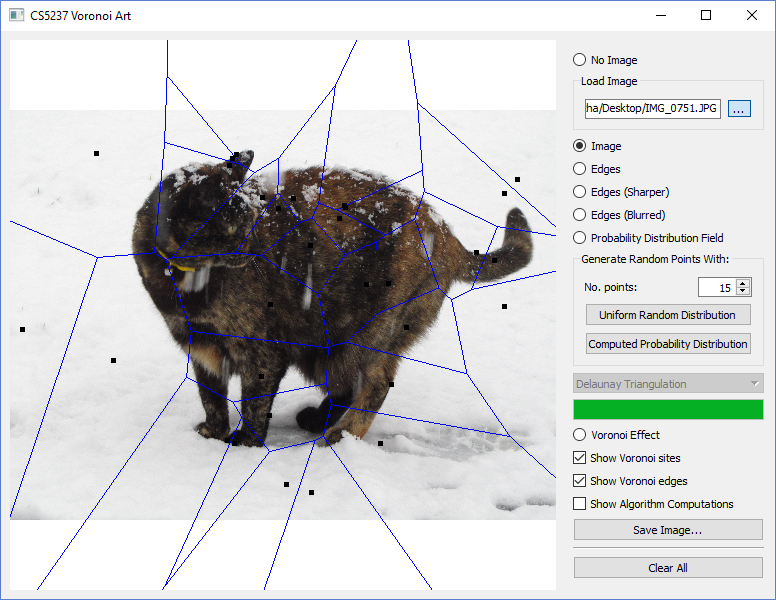 CS5237 Voronoi Art
No Image
Load Image
ha/Desktop/IMG_0751.JPG
...
Image
Edges
Edges (Sharper)
Edges (Blurred)
Probability Distribution Field
Generate Random Points With:
No. points:
15
Uniform Random Distribution
Computed Probability Distribution
Delaunay Triangulation
Voronoi Effect
Show Voronoi sites
Show Voronoi edges
Show Algorithm Computations
Save Image...
Clear All